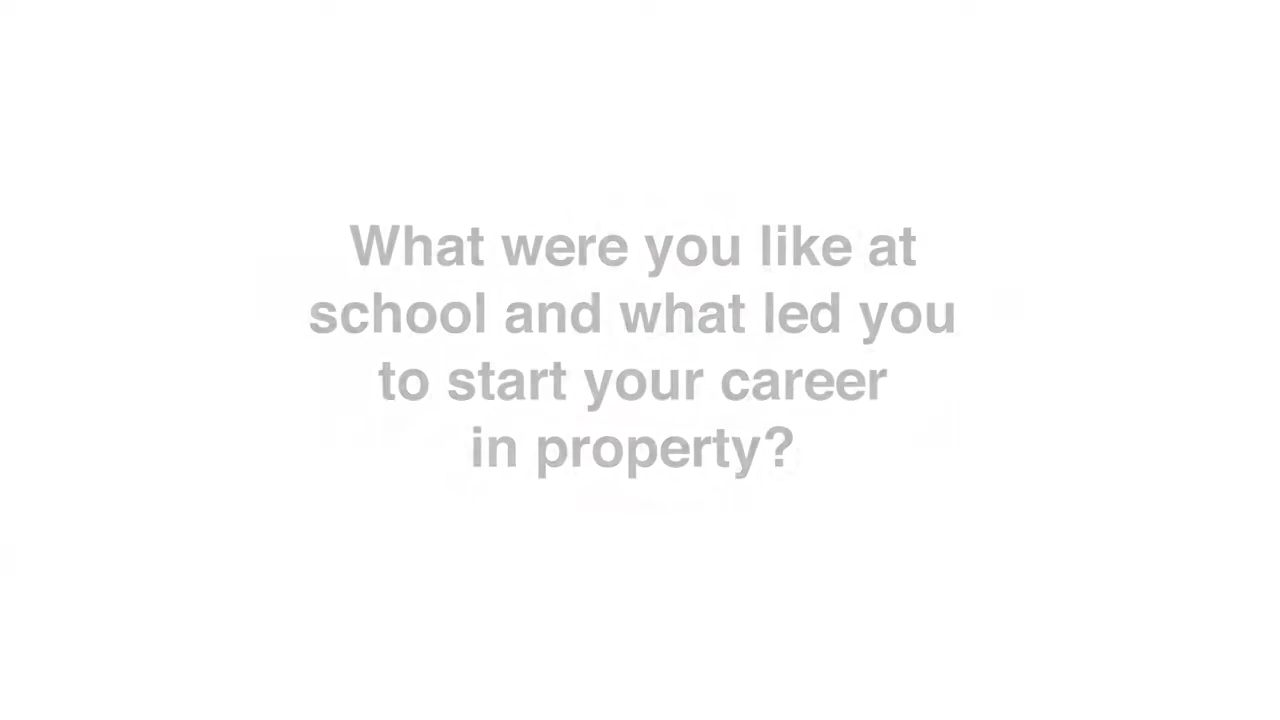 What were you like at
school and what led you
to start your career
in property?